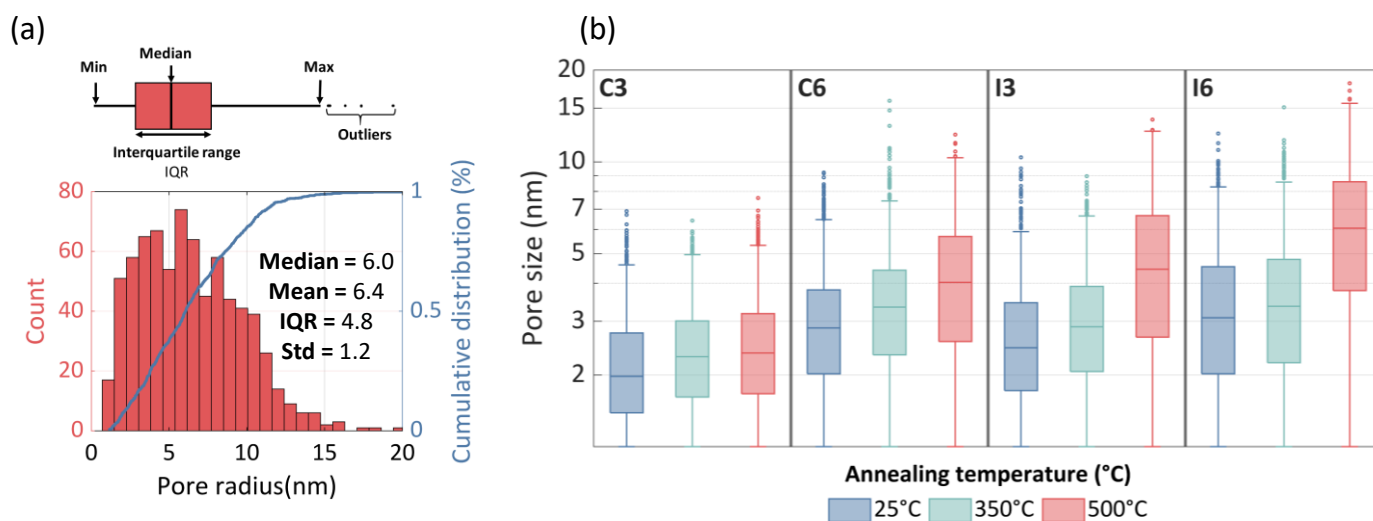 (a)
Median
Min
Max
Outliers
Interquartile range
IQR
80
60
40
20
0
Count
0
5
10
15
20
Pore radius(nm)
1
0.5
0
Cumulative distribution (%)
Median = 6.0
Mean = 6.4
IQR = 4.8
Std = 1.2
(b)
20
15
10
7
5
3
2
Pore size (nm)
C3
C6
I3
I6
Annealing temperature (°C)
25°C
350°C
500°C